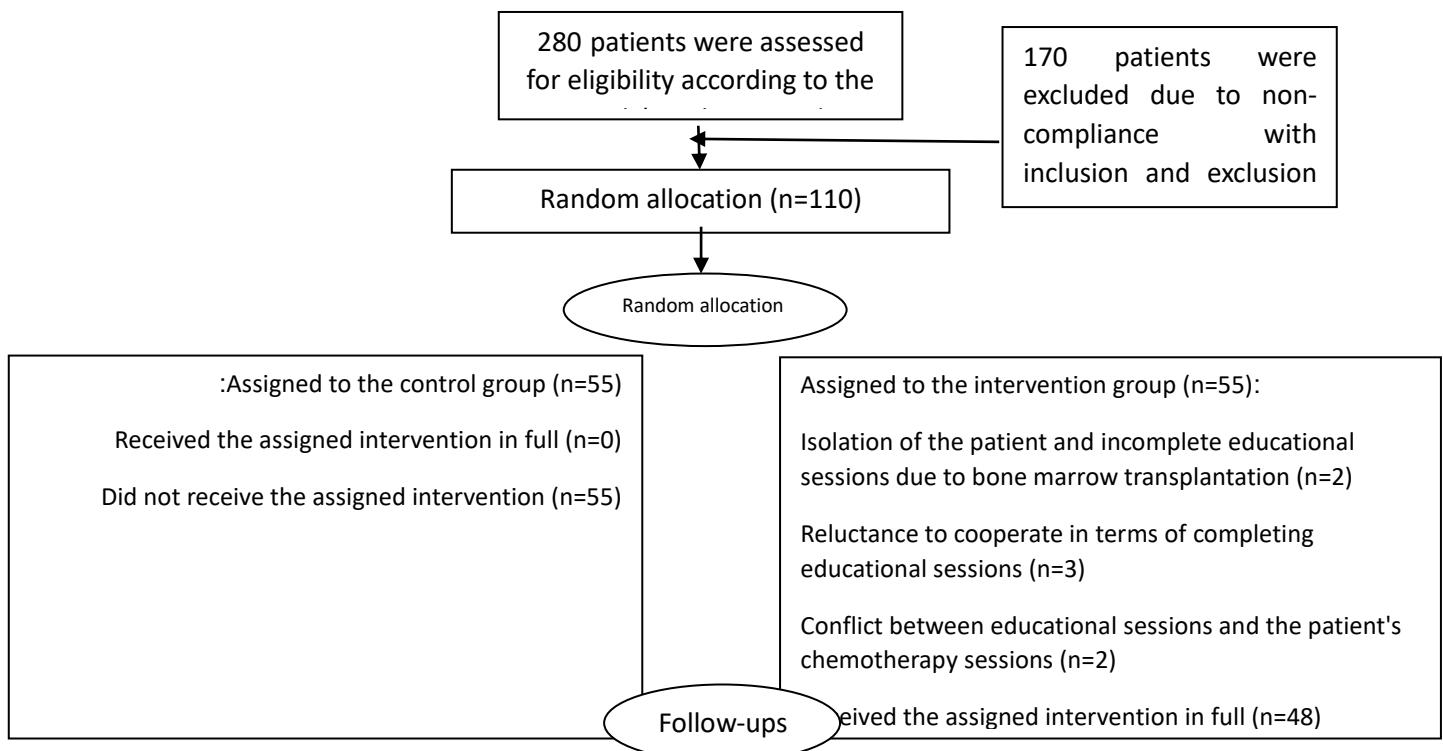 280 patients were assessed
for eligibility according to the
170 patients were
excluded due to non-
compliance with
inclusion and exclusion
Random allocation (n=110)
Random allocation
:Assigned to the control group (n=55)
Received the assigned intervention in full (n=0)
Did not receive the assigned intervention (n=55)
Assigned to the intervention group (n=55):
Isolation of the patient and incomplete educational
sessions due to bone marrow transplantation (n=2)
Reluctance to cooperate in terms of completing
educational sessions (n=3)
Conflict between educational sessions and the patient's
chemotherapy sessions (n=2)
eived the assigned intervention in full (n=48)
Follow-ups